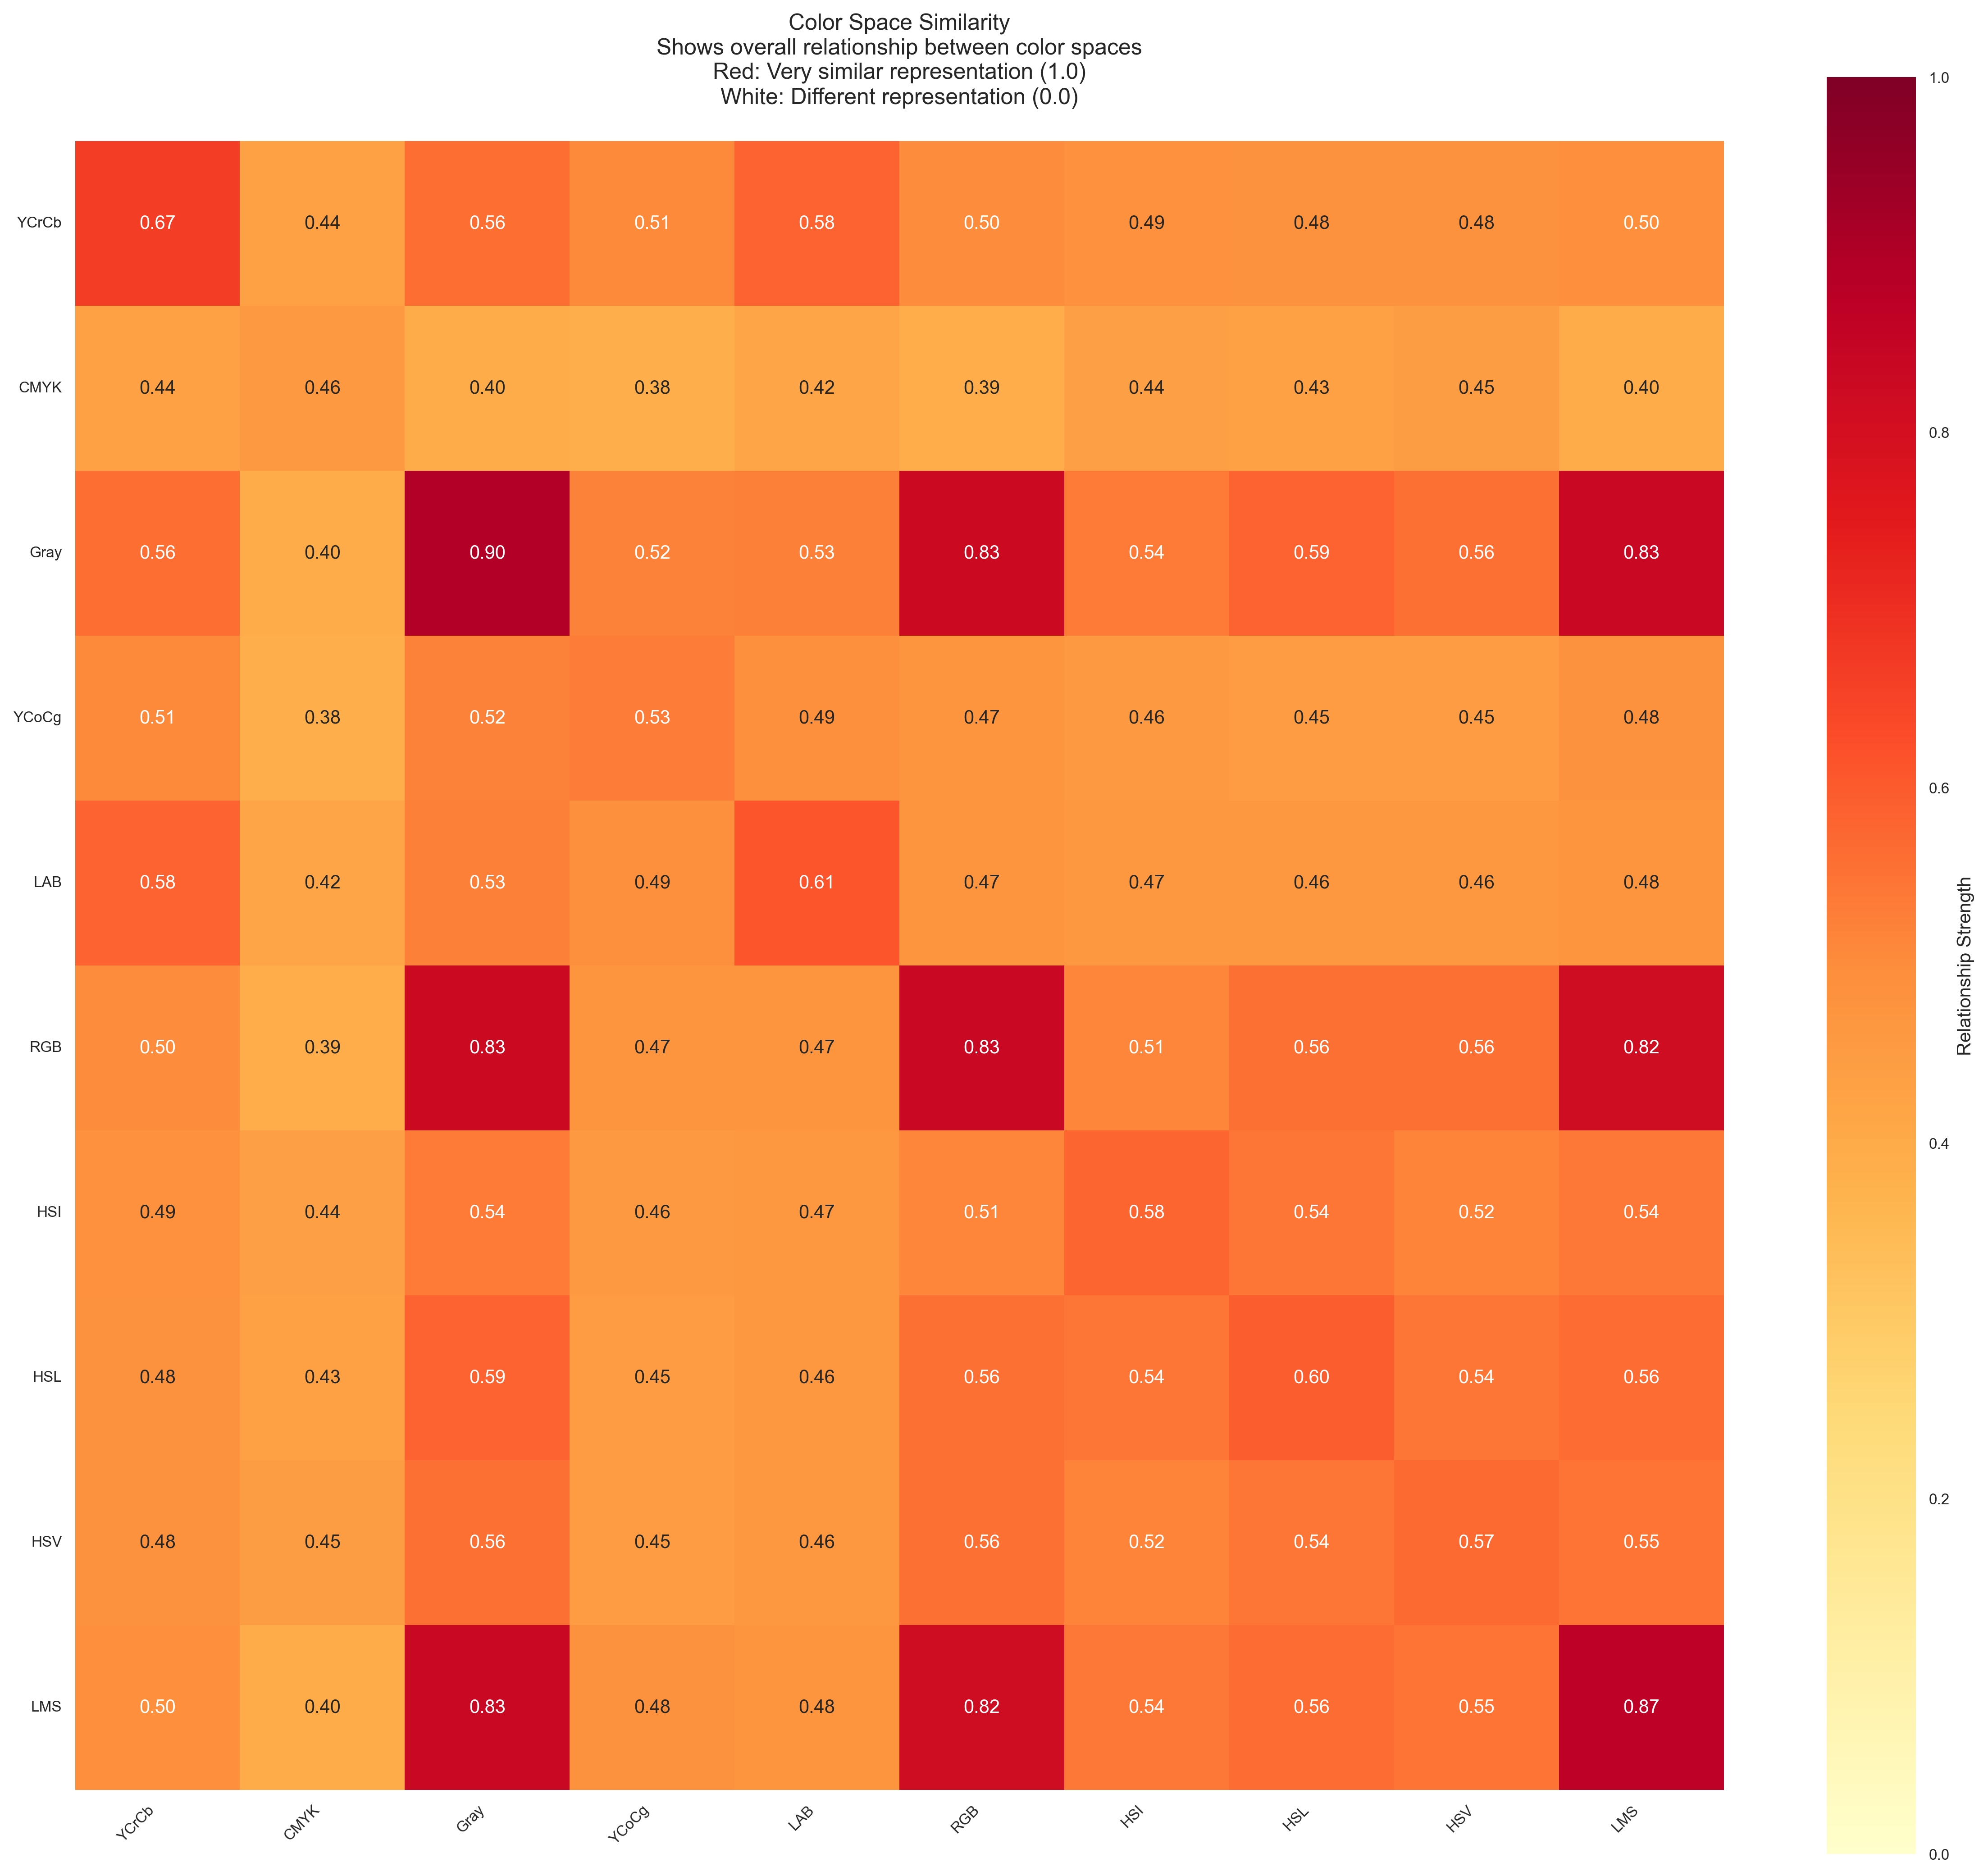 Color Space Similarity
Shows overall relationship between color spaces
Red: Very similar representation (1.0)
White: Different representation (0.0)
YCrCb 0.67 0.44 0.56 0.51 0.58 0.50 0.49 0.48 0.48 0.50
CMYK 0.44 0.46 0.40 0.38 0.42 0.39 0.44 0.43 0.45 0.40
Gray 0.56 0.40 0.90 0.52 0.53 0.83 0.54 0.59 0.56 0.83
YCoCg 0.51 0.38 0.52 0.53 0.49 0.47 0.46 0.45 0.45 0.48
LAB 0.58 0.42 0.53 0.49 0.61 0.47 0.47 0.46 0.46 0.48
RGB 0.50 0.39 0.83 0.47 0.47 0.83 0.51 0.56 0.56 0.82
HSI 0.49 0.44 0.54 0.46 0.47 0.51 0.58 0.54 0.52 0.54
HSL 0.48 0.43 0.59 0.45 0.46 0.56 0.54 0.60 0.54 0.56
HSV 0.48 0.45 0.56 0.45 0.46 0.56 0.52 0.54 0.57 0.55
LMS 0.50 0.40 0.83 0.48 0.48 0.82 0.54 0.56 0.55 0.87
YCrCb CMYK Gray YCoCg LAB RGB HSI HSL HSV LMS
1.0
0.8
0.6
0.4
0.2
0.0
Relationship Strength